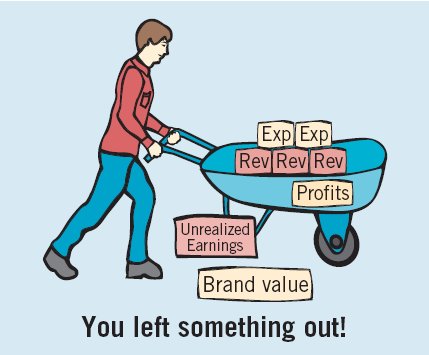 Exp Exp
Rev Rev Rev
Profits
Unrealized
Earnings
Brand value
You left something out!